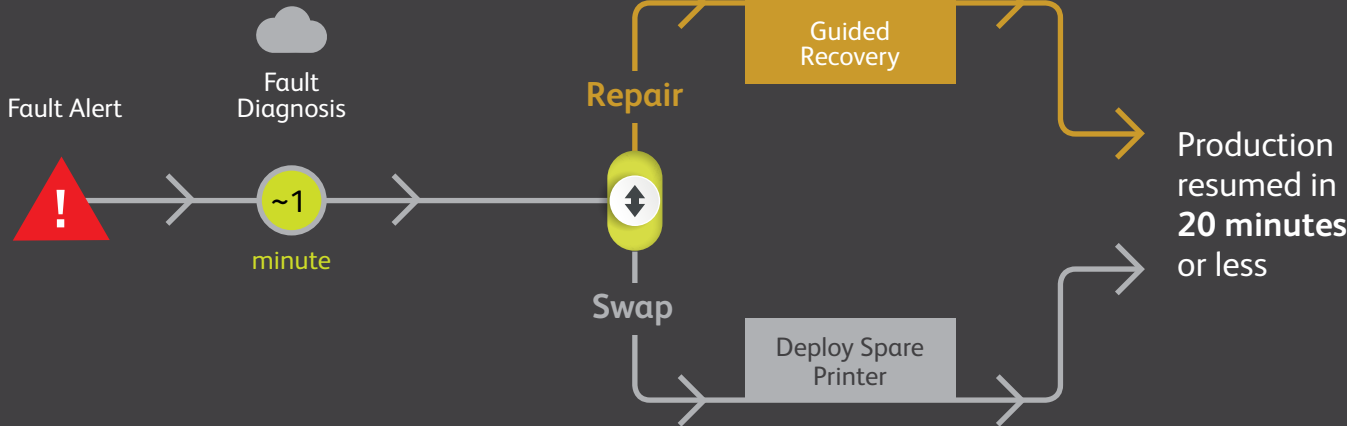 Fault Alert
!
Fault
Diagnosis
~1
minute
Repair
Guided
Recovery
Swap
Deploy Spare
Printer
Production
resumed in
20 minutes
or less